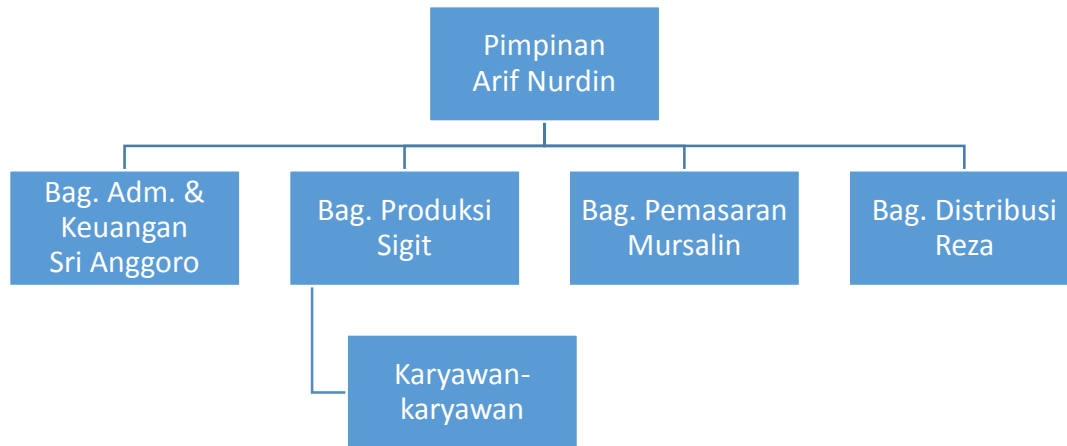 Pimpinan
Arif Nurdin
Bag. Adm. &
Keuangan
Sri Anggoro
Bag. Produksi
Sigit
Bag. Pemasaran
Mursalin
Bag. Distribusi
Reza
Karyawan-
karyawan